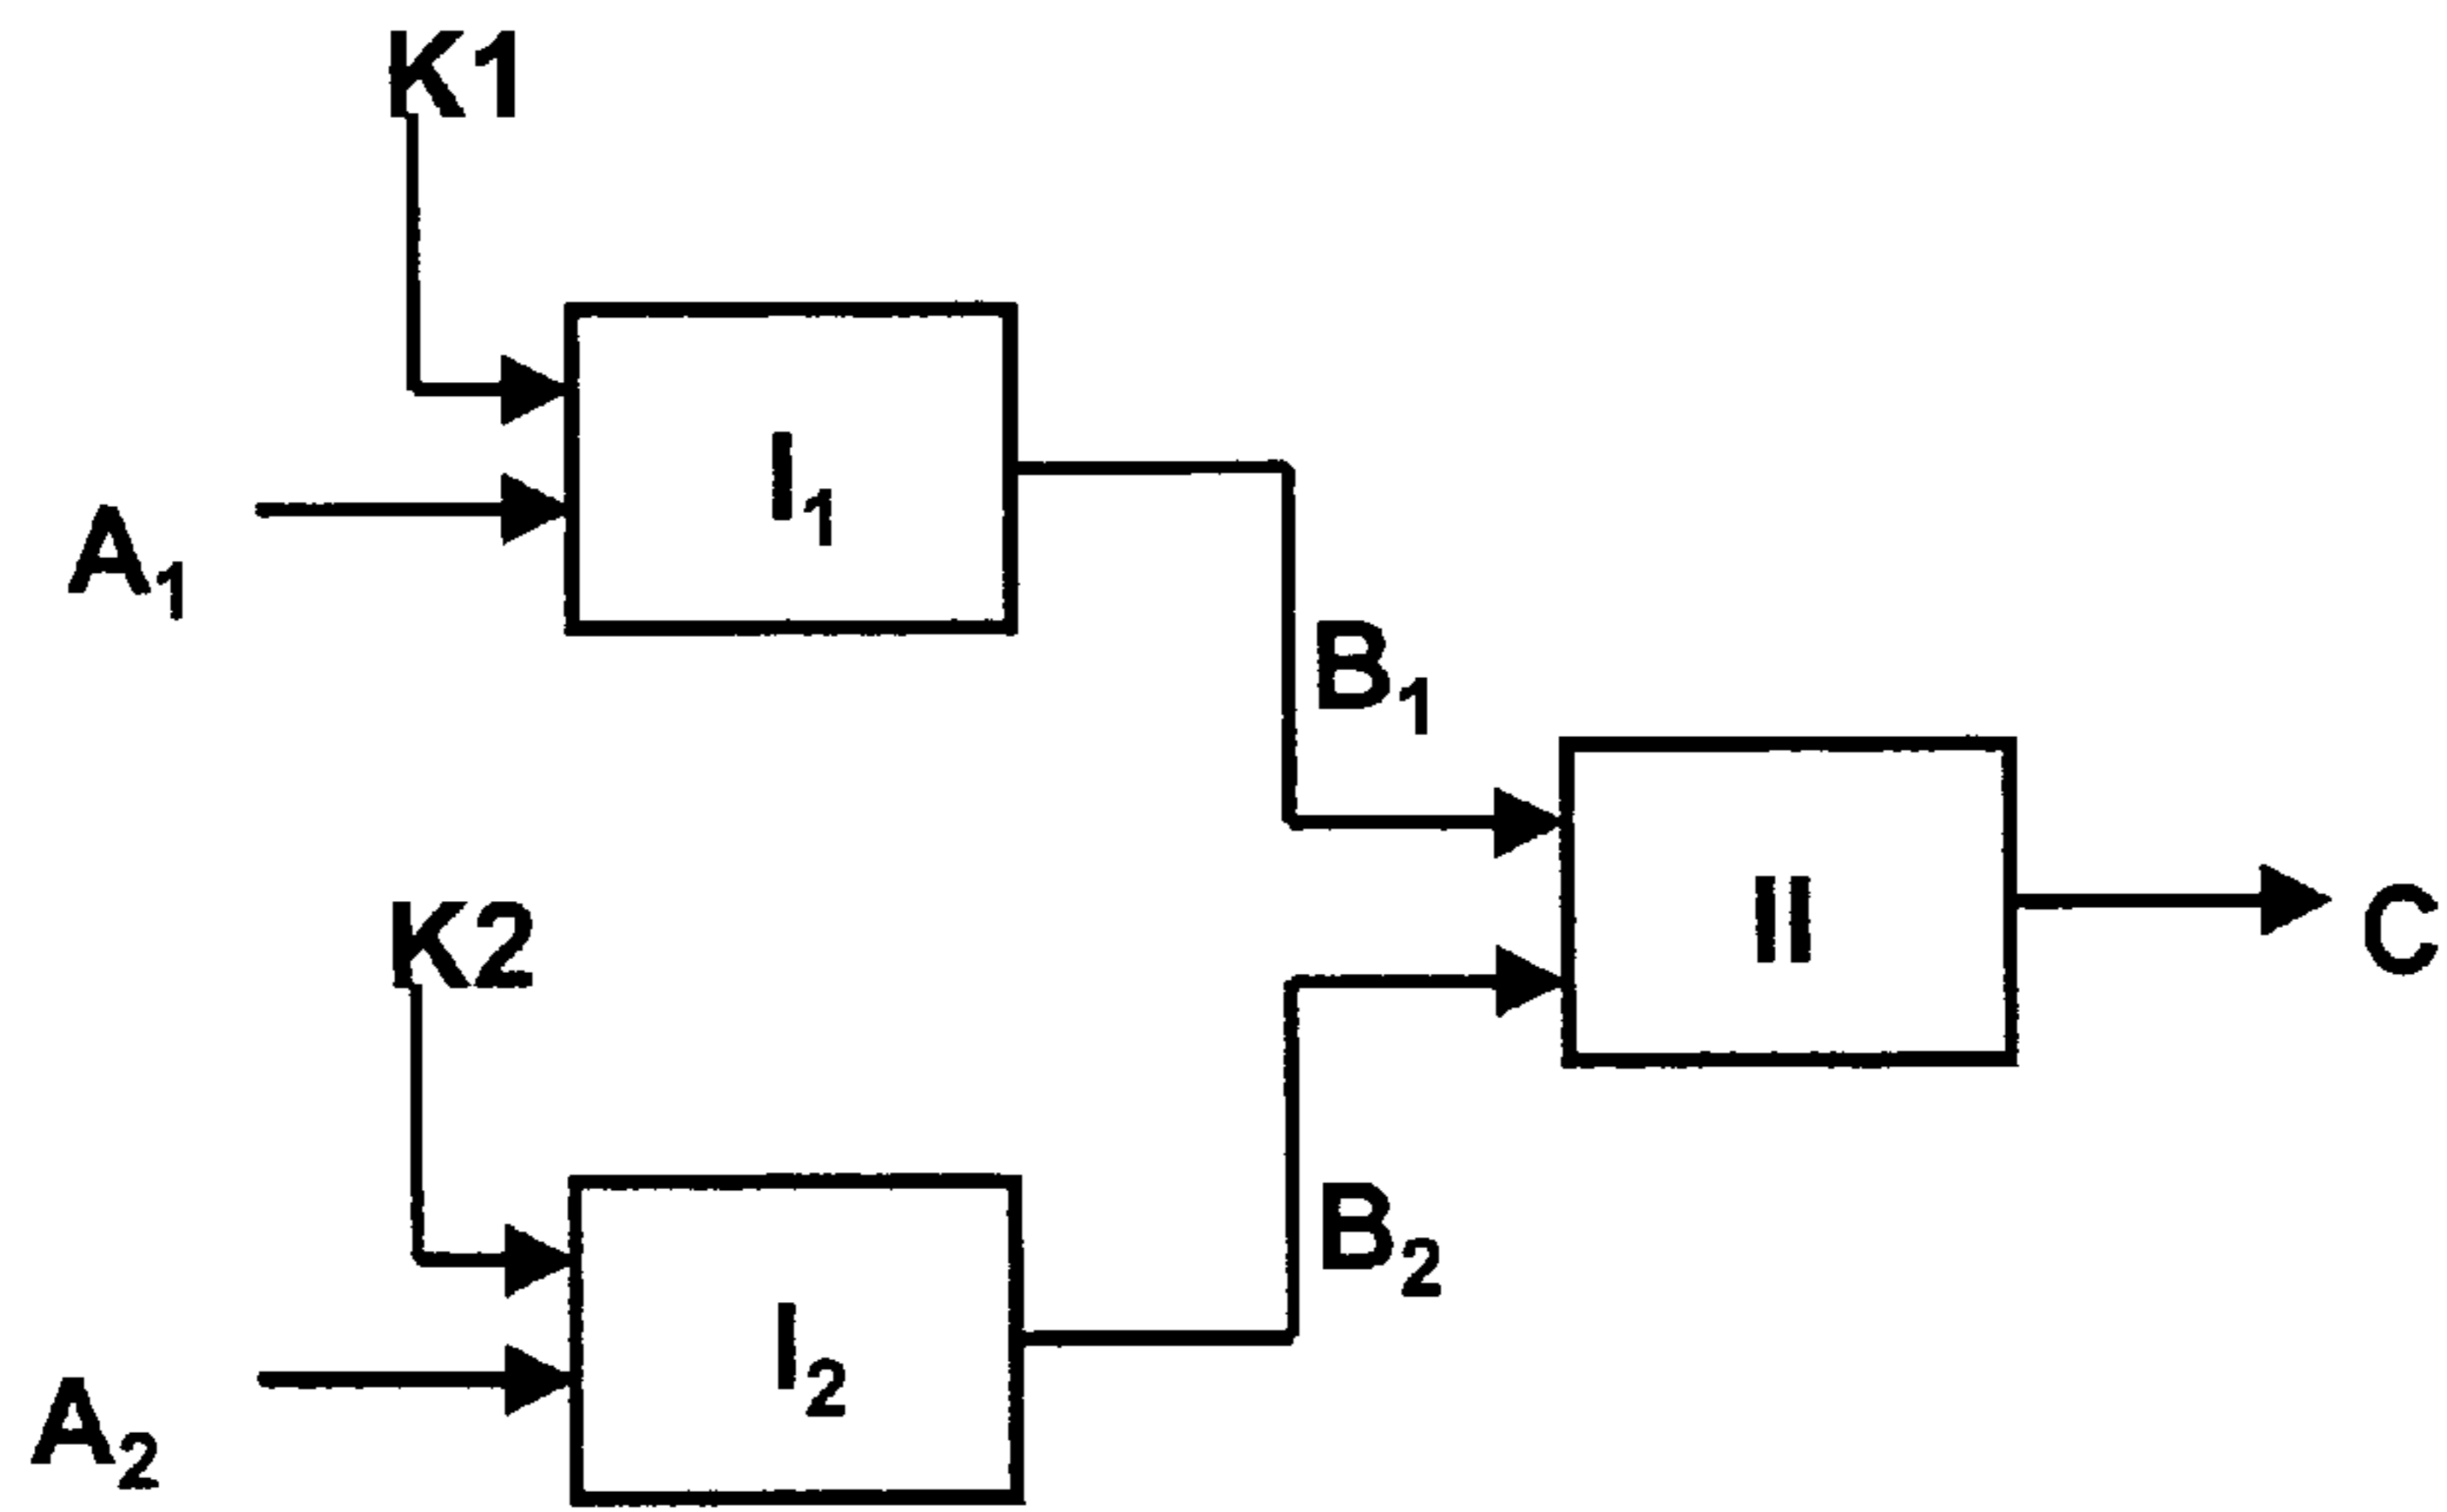 K1
I₁
A₁
B₁
II
C
K2
B₂
I₂
A₂